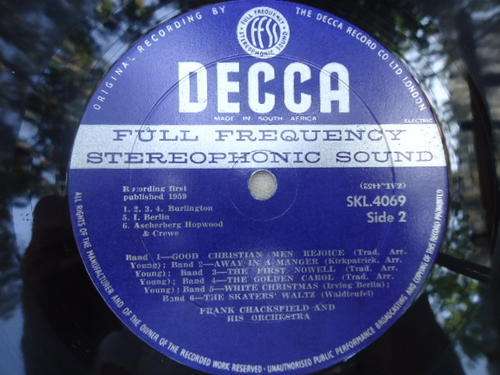 ORIGINAL RECORDING BY THE DECCA RECORD CO LTD. LONDON.
FULL FREQUENCY
ffss
STEREOPHONIC SOUND
DECCA
MADE IN SOUTH AFRICA
ELECTRIC
FULL FREQUENCY
STEREOPHONIC SOUND
Recording first
published 1959
1. 2. 3. 4. Burlington
5. I. Berlin
6. Ascherberg Hopwood
& Crewe
SKL.4069
Side 2
Band 1—GOOD CHRISTIAN MEN REJOICE (Trad. Arr.
Young); Band 2—AWAY IN A MANGER (Kirkpatrick, Arr.
Young); Band 3—THE FIRST NOWELL (Trad. Arr.
Young); Band 4—THE GOLDEN CAROL (Trad. Arr.
Young); Band 5—WHITE CHRISTMAS (Irving Berlin);
Band 6—THE SKATERS' WALTZ (Waldteufel)
FRANK CHACKSFIELD AND
HIS ORCHESTRA
ALL RIGHTS OF THE MANUFACTURER AND OF THE OWNER OF THE RECORDED WORK RESERVED · UNAUTHORISED PUBLIC PERFORMANCE BROADCASTING AND COPYING OF THIS RECORD PROHIBITED